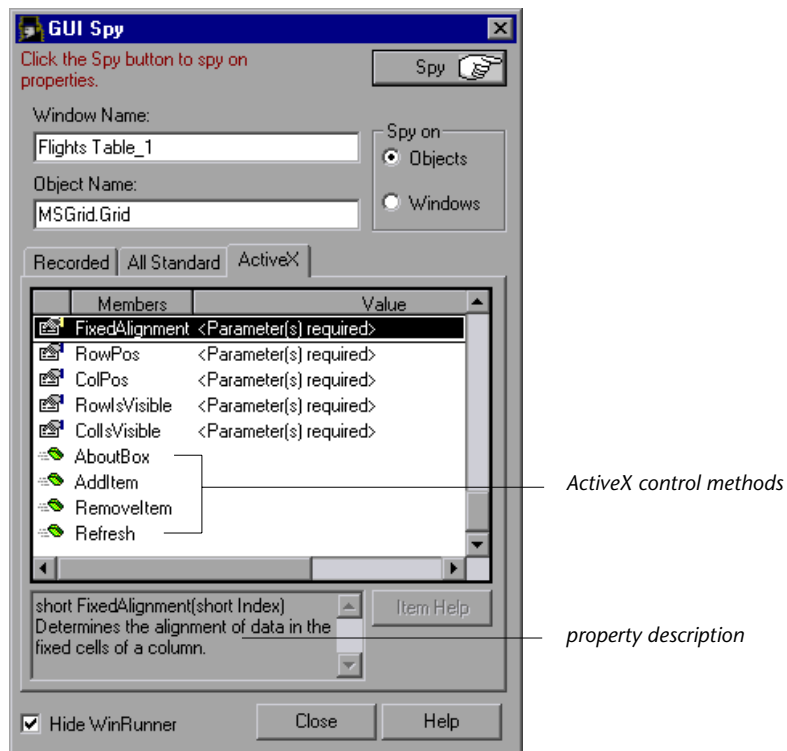 GUI Spy
Click the Spy button to spy on
properties.
Spy
Window Name:
Flights Table_1
Spy on
Objects
Windows
Object Name:
MSGrid.Grid
Recorded
All Standard
ActiveX
Members Value
FixedAlignment <Parameter(s) required>
RowPos <Parameter(s) required>
ColPos <Parameter(s) required>
RowIsVisible <Parameter(s) required>
ColIsVisible <Parameter(s) required>
AboutBox
AddItem
RemoveItem
Refresh
ActiveX control methods
short FixedAlignment(short Index)
Determines the alignment of data in the
fixed cells of a column.
Item Help
property description
Hide WinRunner
Close
Help